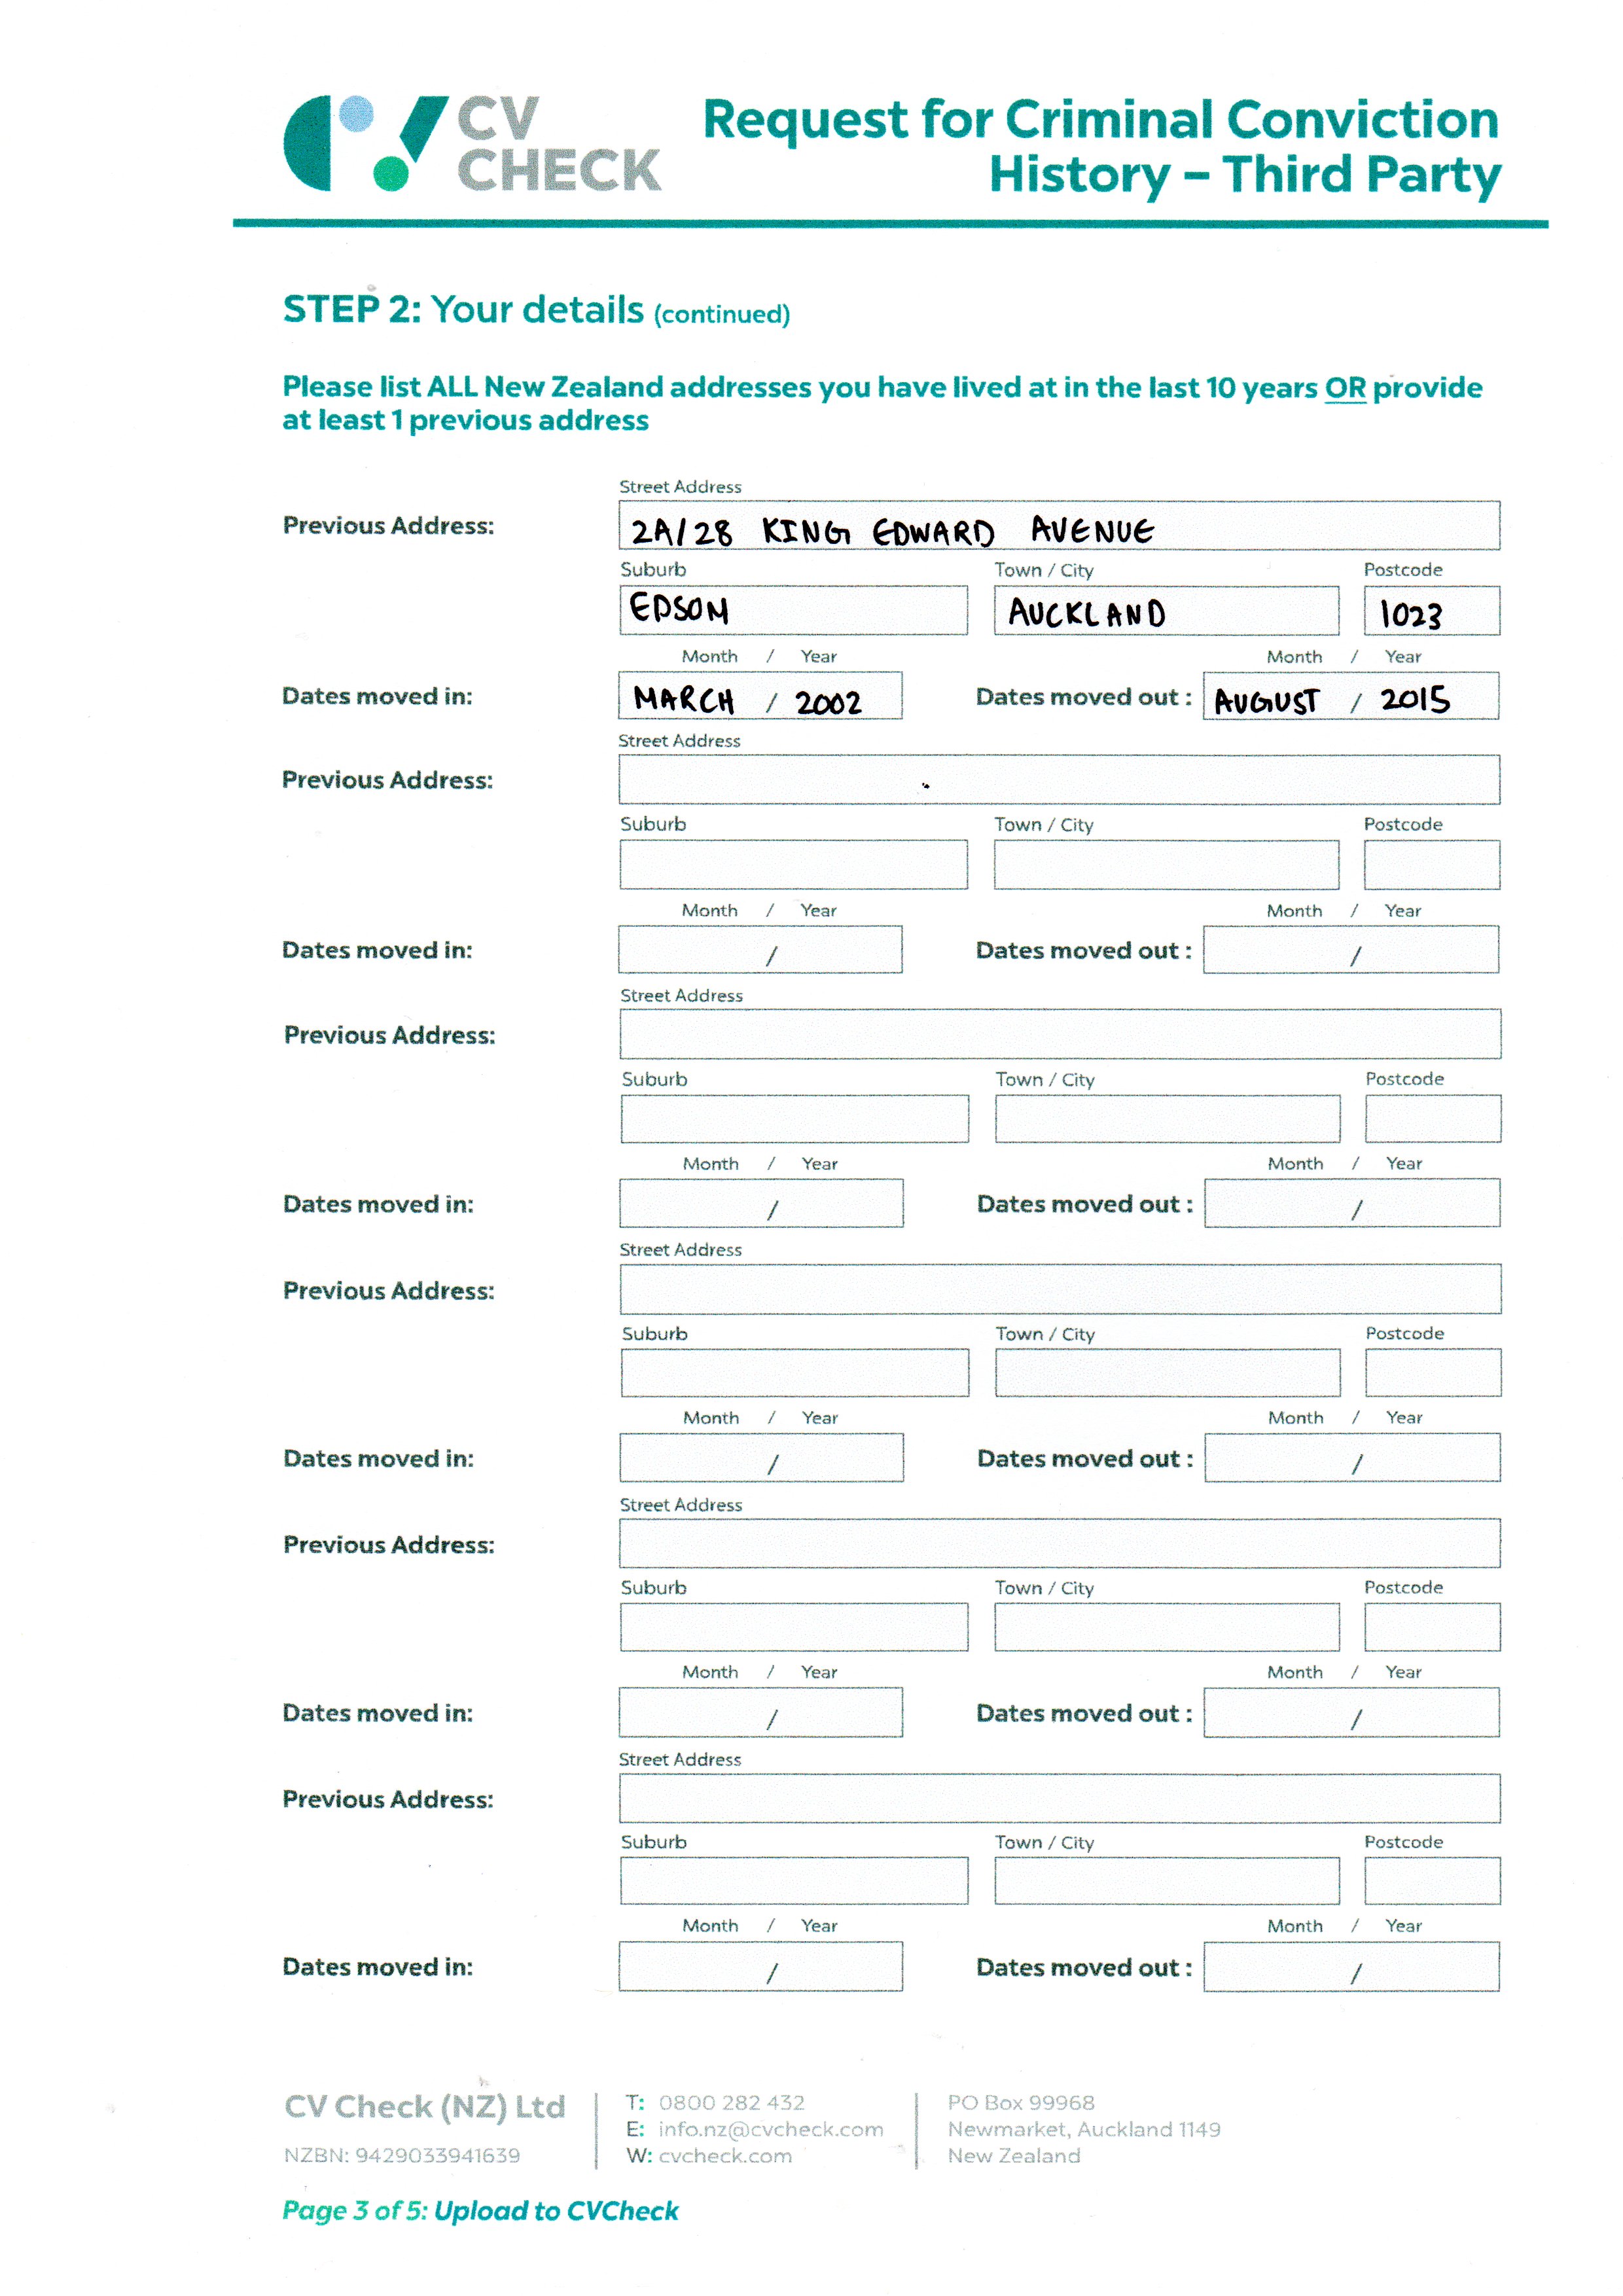 CV CHECK
Request for Criminal Conviction History – Third Party
STEP 2: Your details (continued)
Please list ALL New Zealand addresses you have lived at in the last 10 years OR provide
at least 1 previous address
Street Address
Previous Address: 2A/28 KING EDWARD AVENUE
Suburb Town / City Postcode
EPSOM AUCKLAND 1023
Month / Year Month / Year
Dates moved in: MARCH / 2002 Dates moved out : AUGUST / 2015
Street Address
Previous Address:
Suburb Town / City Postcode
Month / Year Month / Year
Dates moved in: / Dates moved out : /
Street Address
Previous Address:
Suburb Town / City Postcode
Month / Year Month / Year
Dates moved in: / Dates moved out : /
Street Address
Previous Address:
Suburb Town / City Postcode
Month / Year Month / Year
Dates moved in: / Dates moved out : /
Street Address
Previous Address:
Suburb Town / City Postcode
Month / Year Month / Year
Dates moved in: / Dates moved out : /
Street Address
Previous Address:
Suburb Town / City Postcode
Month / Year Month / Year
Dates moved in: / Dates moved out : /
CV Check (NZ) Ltd
NZBN: 9429033941639
T: 0800 282 432
E: info.nz@cvcheck.com
W: cvcheck.com
PO Box 99968
Newmarket, Auckland 1149
New Zealand
Page 3 of 5: Upload to CVCheck